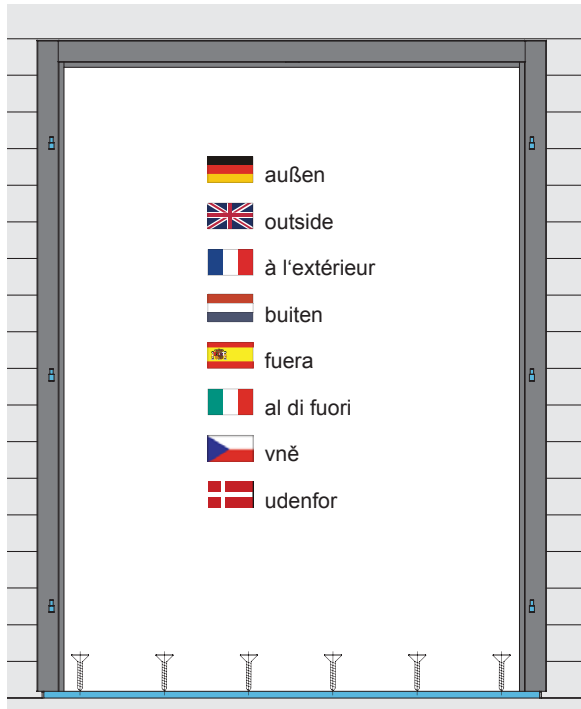 außen
outside
à l‘extérieur
buiten
fuera
al di fuori
vně
udenfor